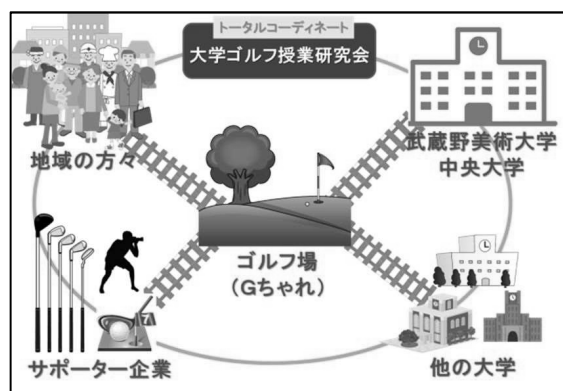 トータルコーディネート
大学ゴルフ授業研究会
地域の方々
武蔵野美術大学
中央大学
ゴルフ場
(Gちゃれ)
サポーター企業
他の大学
7